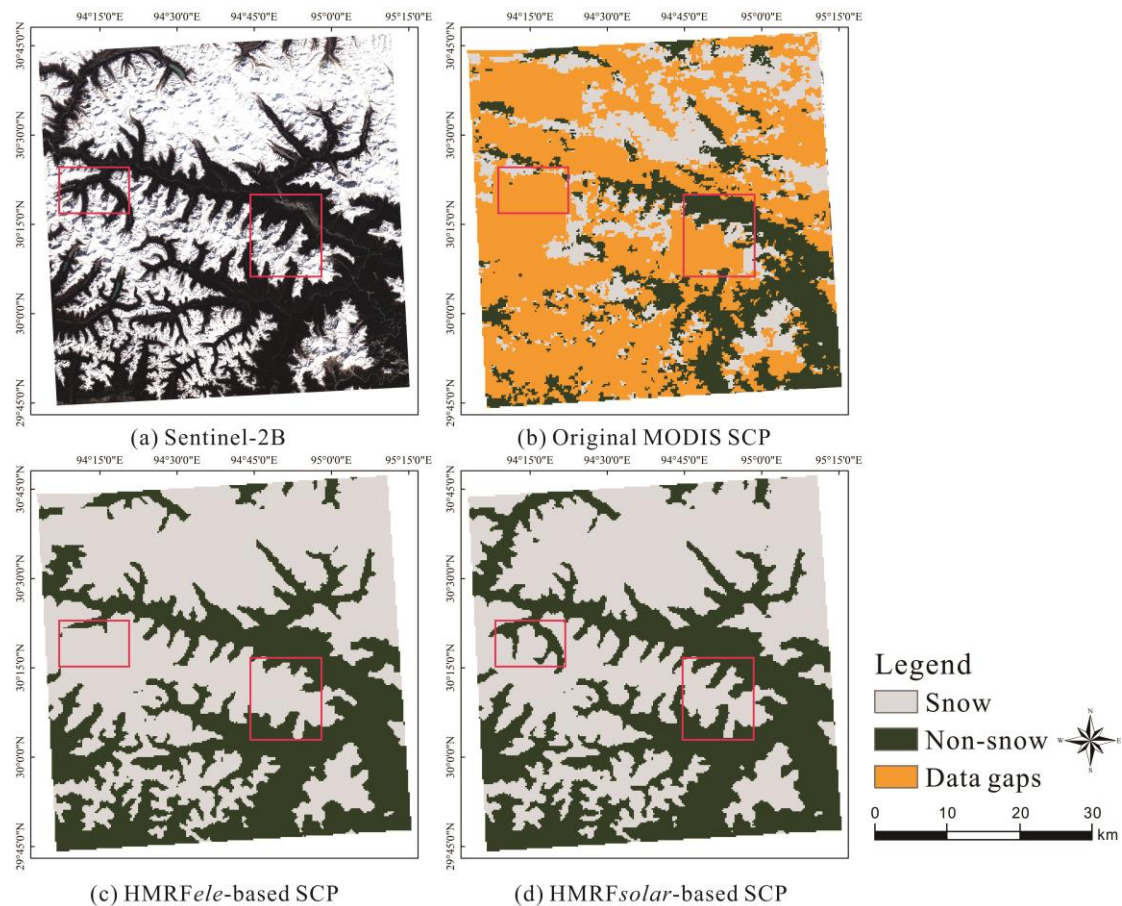 94°15'0"E 94°30'0"E 94°45'0"E 95°0'0"E 95°15'0"E
94°15'0"E 94°30'0"E 94°45'0"E 95°0'0"E 95°15'0"E
30°45'0"N
30°30'0"N
30°15'0"N
30°0'0"N
29°45'0"N
30°45'0"N
30°30'0"N
30°15'0"N
30°0'0"N
29°45'0"N
(a) Sentinel-2B
(b) Original MODIS SCP
94°15'0"E 94°30'0"E 94°45'0"E 95°0'0"E 95°15'0"E
94°15'0"E 94°30'0"E 94°45'0"E 95°0'0"E 95°15'0"E
30°45'0"N
30°30'0"N
30°15'0"N
30°0'0"N
29°45'0"N
30°45'0"N
30°30'0"N
30°15'0"N
30°0'0"N
29°45'0"N
(c) HMRFele-based SCP
(d) HMRFsolar-based SCP
Legend
Snow
Non-snow
Data gaps
N
W E
S
0 10 20 30
km